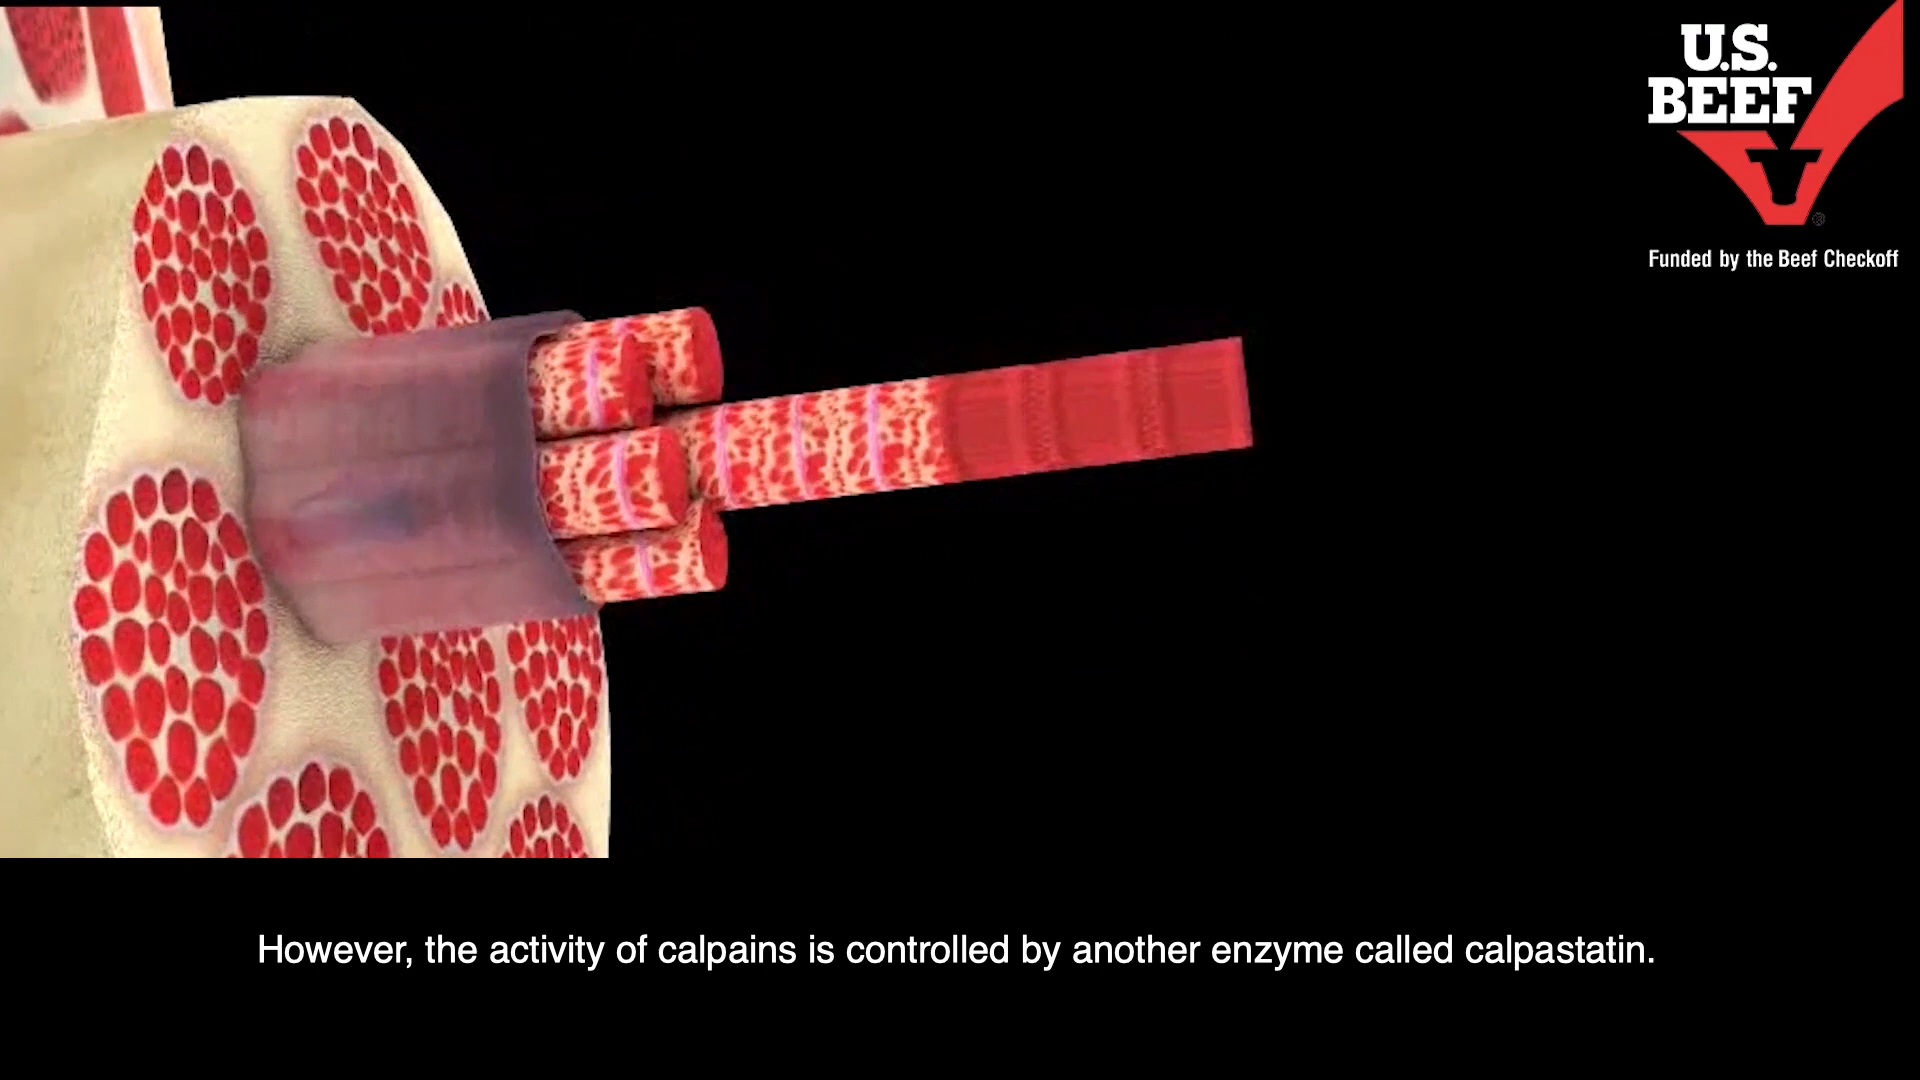 U.S.
BEEF
®
Funded by the Beef Checkoff
However, the activity of calpains is controlled by another enzyme called calpastatin.